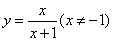 y = x/(x+1) (x ≠ -1)